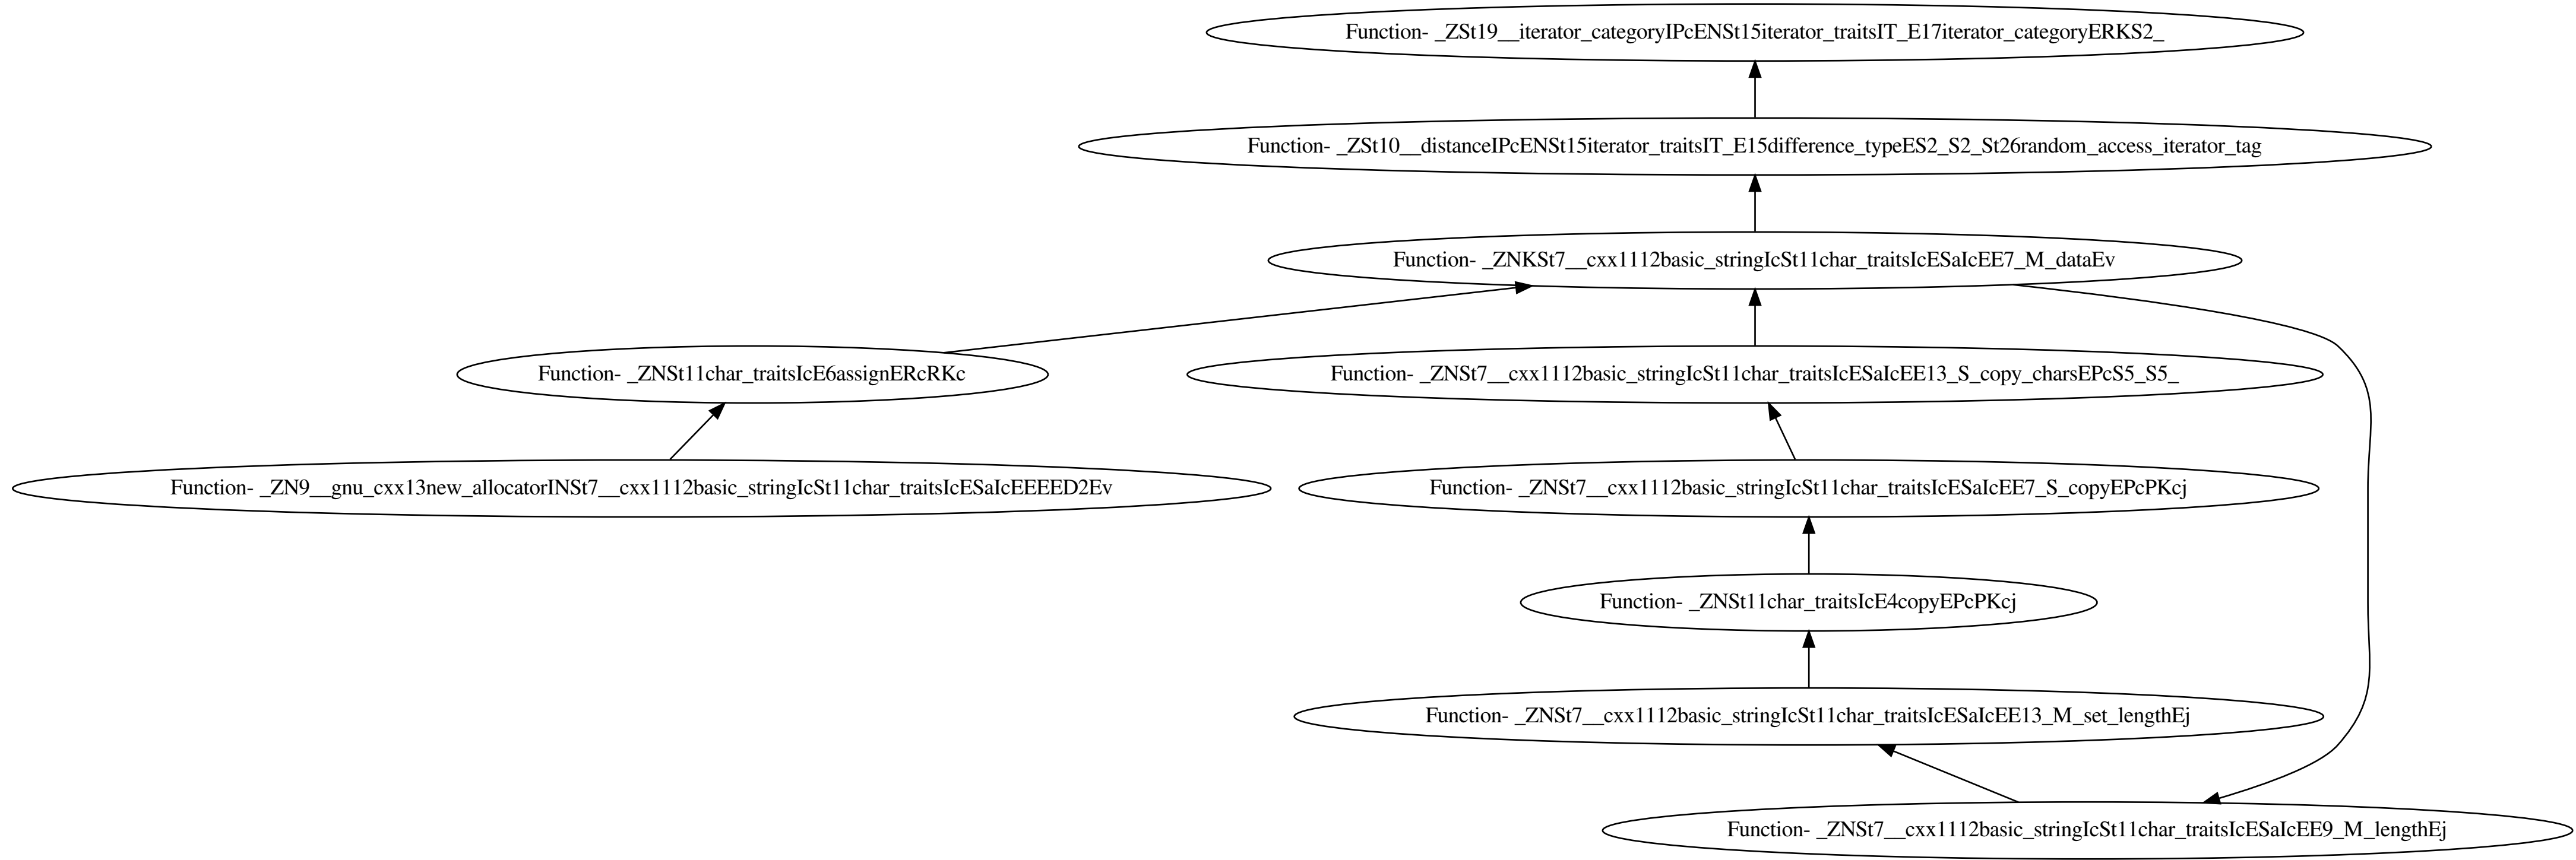 Function- _ZSt19__iterator_categoryIPcENSt15iterator_traitsIT_E17iterator_categoryERKS2_
Function- _ZSt10__distanceIPcENSt15iterator_traitsIT_E15difference_typeES2_S2_St26random_access_iterator_tag
Function- _ZNKSt7__cxx1112basic_stringIcSt11char_traitsIcESaIcEE7_M_dataEv
Function- _ZNSt11char_traitsIcE6assignERcRKc
Function- _ZNSt7__cxx1112basic_stringIcSt11char_traitsIcESaIcEE13_S_copy_charsEPcS5_S5_
Function- _ZN9__gnu_cxx13new_allocatorINSt7__cxx1112basic_stringIcSt11char_traitsIcESaIcEEEED2Ev
Function- _ZNSt7__cxx1112basic_stringIcSt11char_traitsIcESaIcEE7_S_copyEPcPKcj
Function- _ZNSt11char_traitsIcE4copyEPcPKcj
Function- _ZNSt7__cxx1112basic_stringIcSt11char_traitsIcESaIcEE13_M_set_lengthEj
Function- _ZNSt7__cxx1112basic_stringIcSt11char_traitsIcESaIcEE9_M_lengthEj